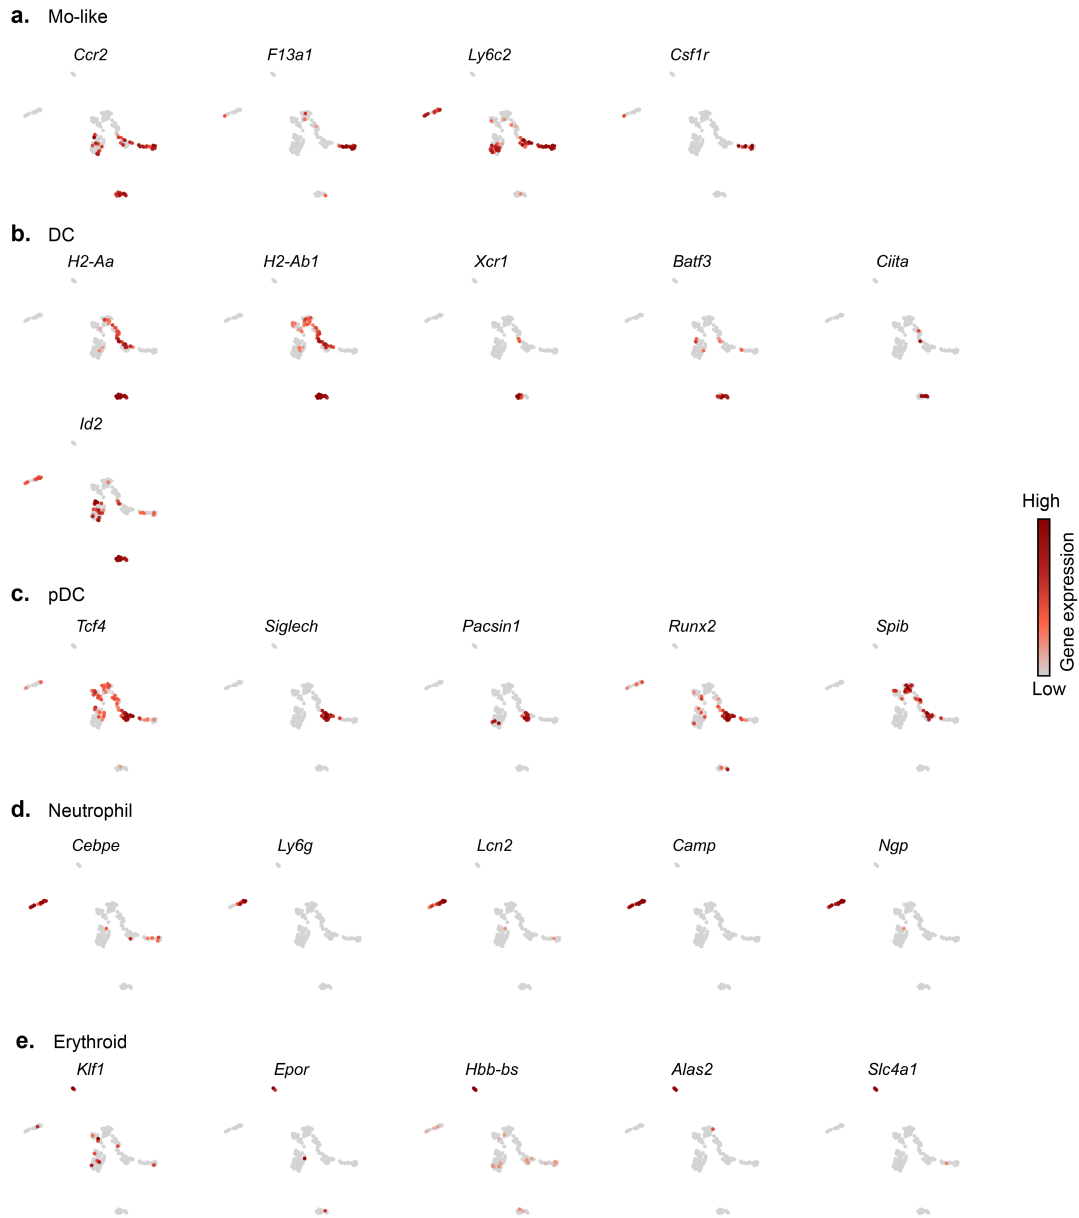 a. Mo-like
Ccr2 F13a1 Ly6c2 Csf1r
b. DC
H2-Aa H2-Ab1 Xcr1 Batf3 Ciita
Id2
High
Gene expression
Low
c. pDC
Tcf4 Siglech Pacsin1 Runx2 Spib
d. Neutrophil
Cebpe Ly6g Lcn2 Camp Ngp
e. Erythroid
Klf1 Epor Hbb-bs Alas2 Slc4a1